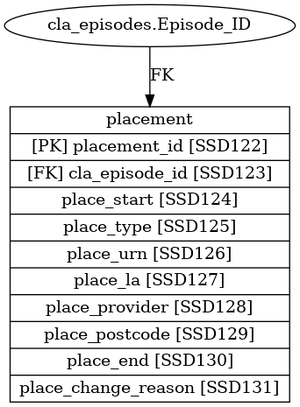 cla_episodes.Episode_ID
FK
placement
[PK] placement_id [SSD122]
[FK] cla_episode_id [SSD123]
place_start [SSD124]
place_type [SSD125]
place_urn [SSD126]
place_la [SSD127]
place_provider [SSD128]
place_postcode [SSD129]
place_end [SSD130]
place_change_reason [SSD131]